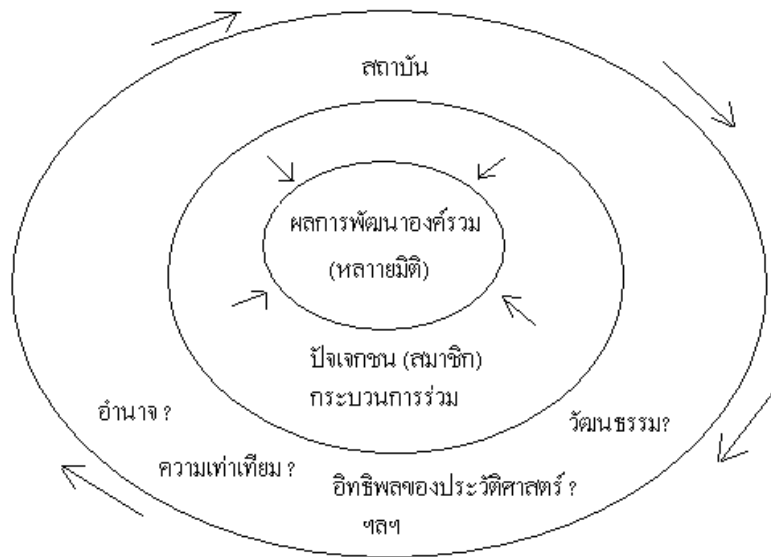 สถาบัน
ผลการพัฒนาองค์รวม
(หลาายมิติ)
ปัจเจกชน (สมาชิก)
กระบวนการร่วม
อำนาจ ?
วัฒนธรรม?
ความเท่าเทียม ?
อิทธิพลของประวัติศาสตร์ ?
ฯลฯ